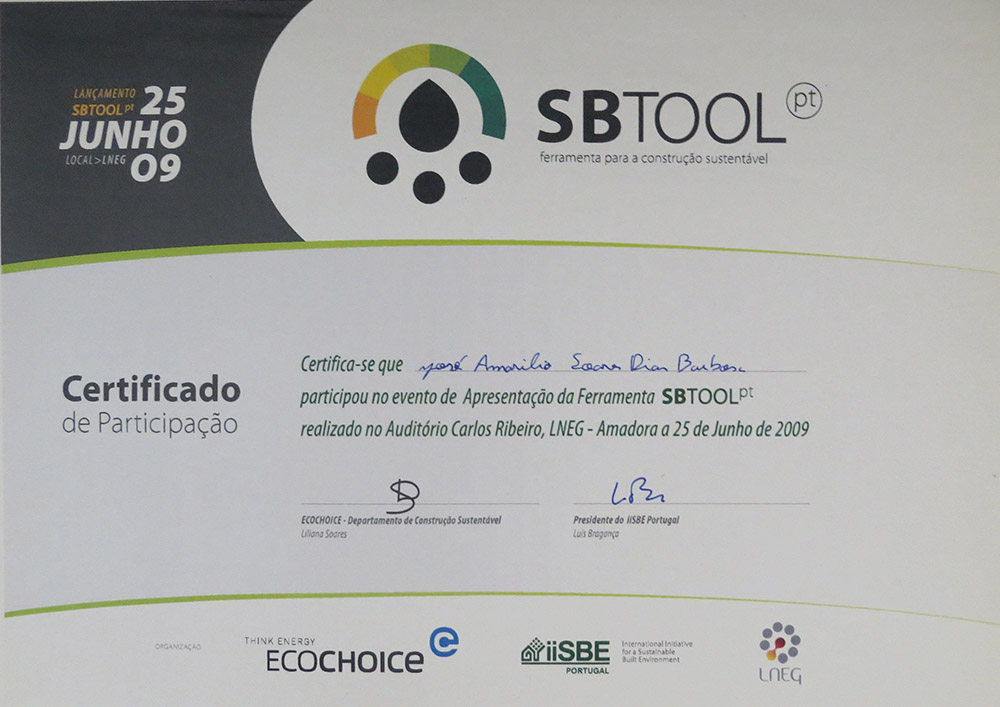 LANÇAMENTO
SBTOOL pt 25
JUNHO
LOCAL>LNEG 09
SBTOOL pt
ferramenta para a construção sustentável
Certificado
de Participação
Certifica-se que José Amarilio Soares Dias Barbosa
participou no evento de Apresentação da Ferramenta SBTOOLpt
realizado no Auditório Carlos Ribeiro, LNEG - Amadora a 25 de Junho de 2009
ECOCHOICE - Departamento de Construção Sustentável
Liliana Soares
Presidente do iiSBE Portugal
Luís Bragança
ORGANIZAÇÃO
THINK ENERGY
ECOCHOICE
iiSBE
PORTUGAL
International Initiative
for a Sustainable
Built Environment
LNEG